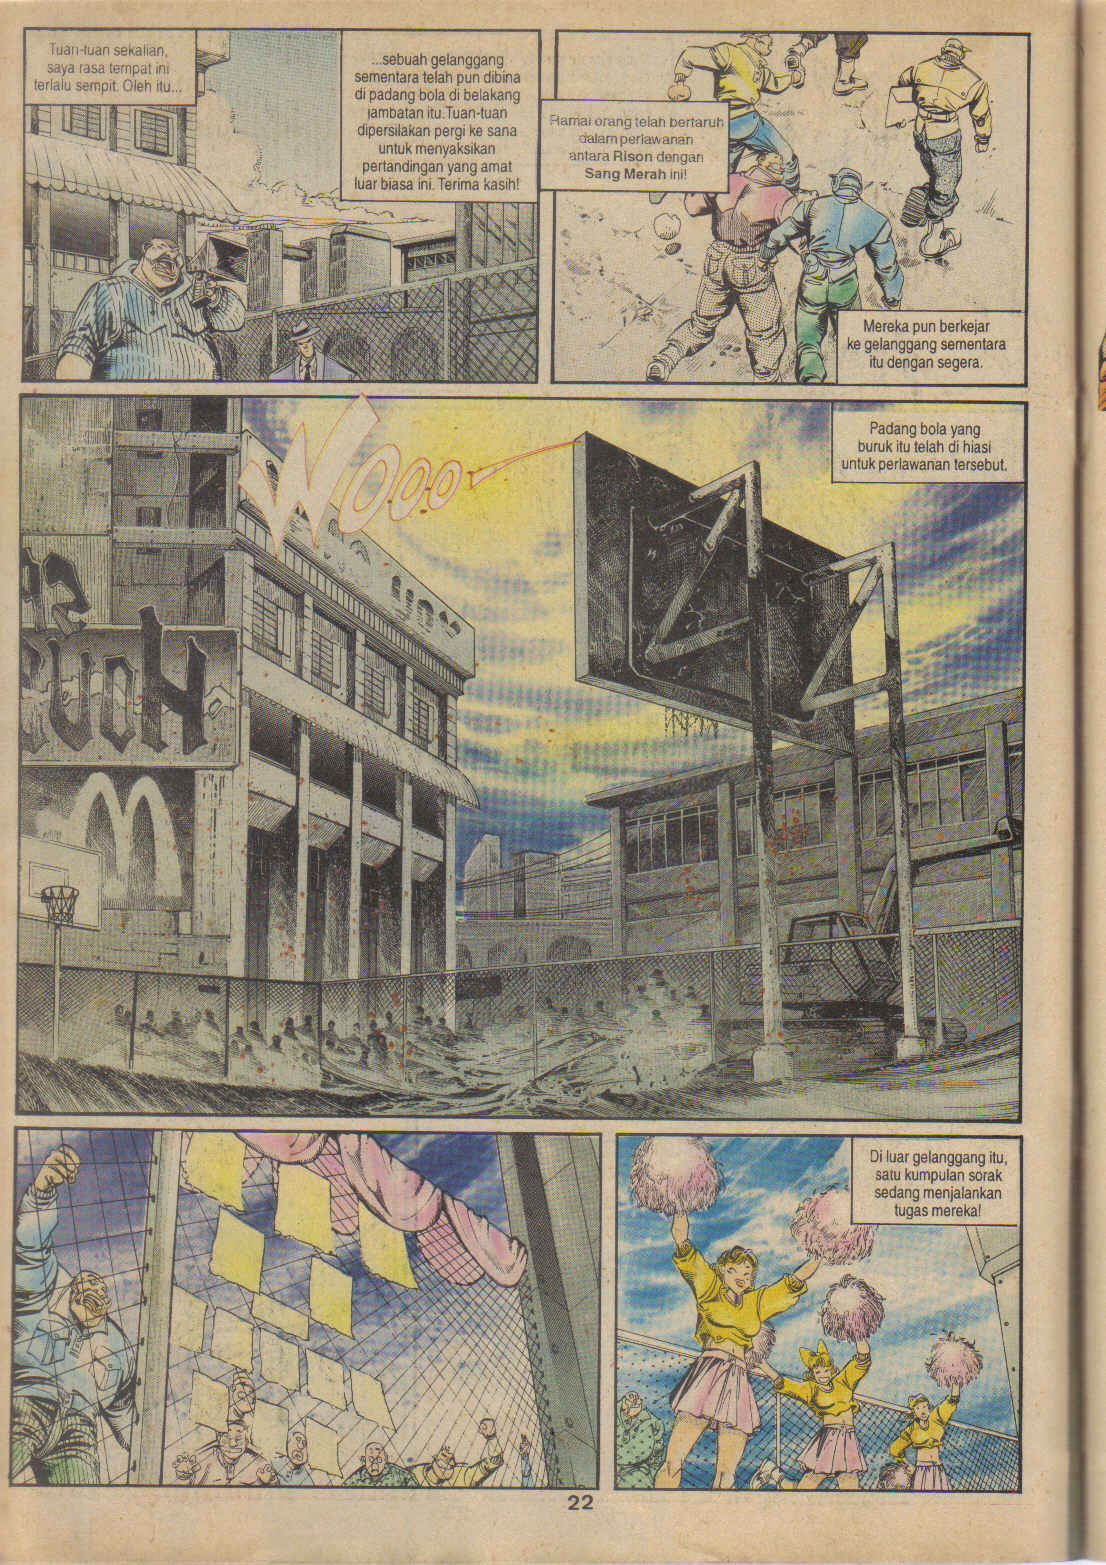 Tuan-tuan sekalian,
saya rasa tempat ini
terlalu sempit. Oleh itu...
...sebuah gelanggang
sementara telah pun dibina
di padang bola di belakang
jambatan itu. Tuan-tuan
dipersilakan pergi ke sana
untuk menyaksikan
pertandingan yang amat
luar biasa ini. Terima kasih!
Ramai orang telah bertaruh
dalam perlawanan
antara Rison dengan
Sang Merah ini!
Mereka pun berkejar
ke gelanggang sementara
itu dengan segera.
Padang bola yang
buruk itu telah di hiasi
untuk perlawanan tersebut.
WOOO
Di luar gelanggang itu,
satu kumpulan sorak
sedang menjalankan
tugas mereka!
22